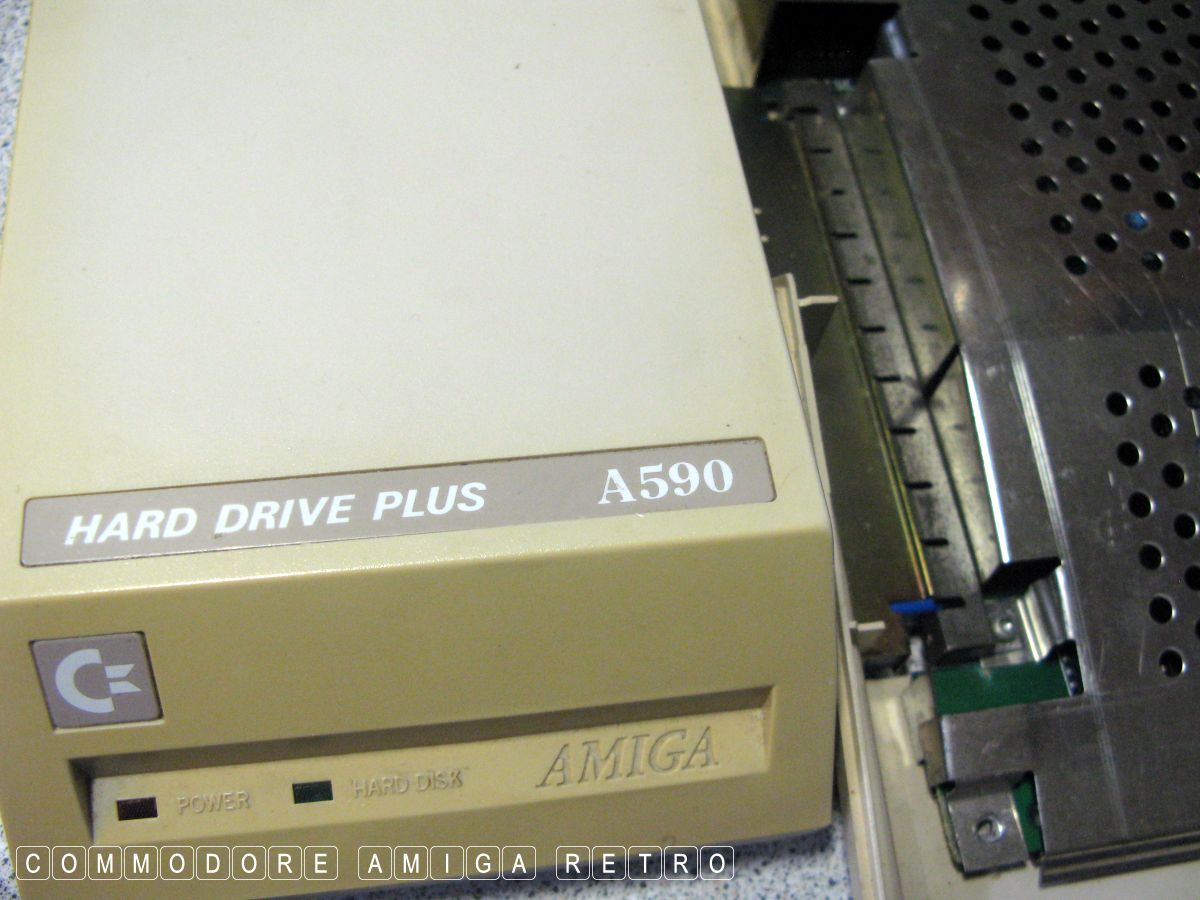 HARD DRIVE PLUS A590
POWER HARD DISK AMIGA
COMMODORE AMIGA RETRO